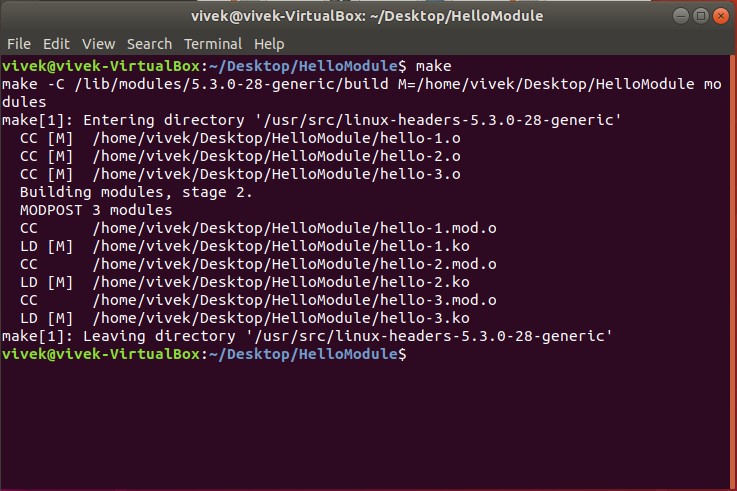 vivek@vivek-VirtualBox: ~/Desktop/HelloModule
File Edit View Search Terminal Help
vivek@vivek-VirtualBox:~/Desktop/HelloModule$ make
make -C /lib/modules/5.3.0-28-generic/build M=/home/vivek/Desktop/HelloModule mo
dules
make[1]: Entering directory '/usr/src/linux-headers-5.3.0-28-generic'
  CC [M]  /home/vivek/Desktop/HelloModule/hello-1.o
  CC [M]  /home/vivek/Desktop/HelloModule/hello-2.o
  CC [M]  /home/vivek/Desktop/HelloModule/hello-3.o
  Building modules, stage 2.
  MODPOST 3 modules
  CC      /home/vivek/Desktop/HelloModule/hello-1.mod.o
  LD [M]  /home/vivek/Desktop/HelloModule/hello-1.ko
  CC      /home/vivek/Desktop/HelloModule/hello-2.mod.o
  LD [M]  /home/vivek/Desktop/HelloModule/hello-2.ko
  CC      /home/vivek/Desktop/HelloModule/hello-3.mod.o
  LD [M]  /home/vivek/Desktop/HelloModule/hello-3.ko
make[1]: Leaving directory '/usr/src/linux-headers-5.3.0-28-generic'
vivek@vivek-VirtualBox:~/Desktop/HelloModule$